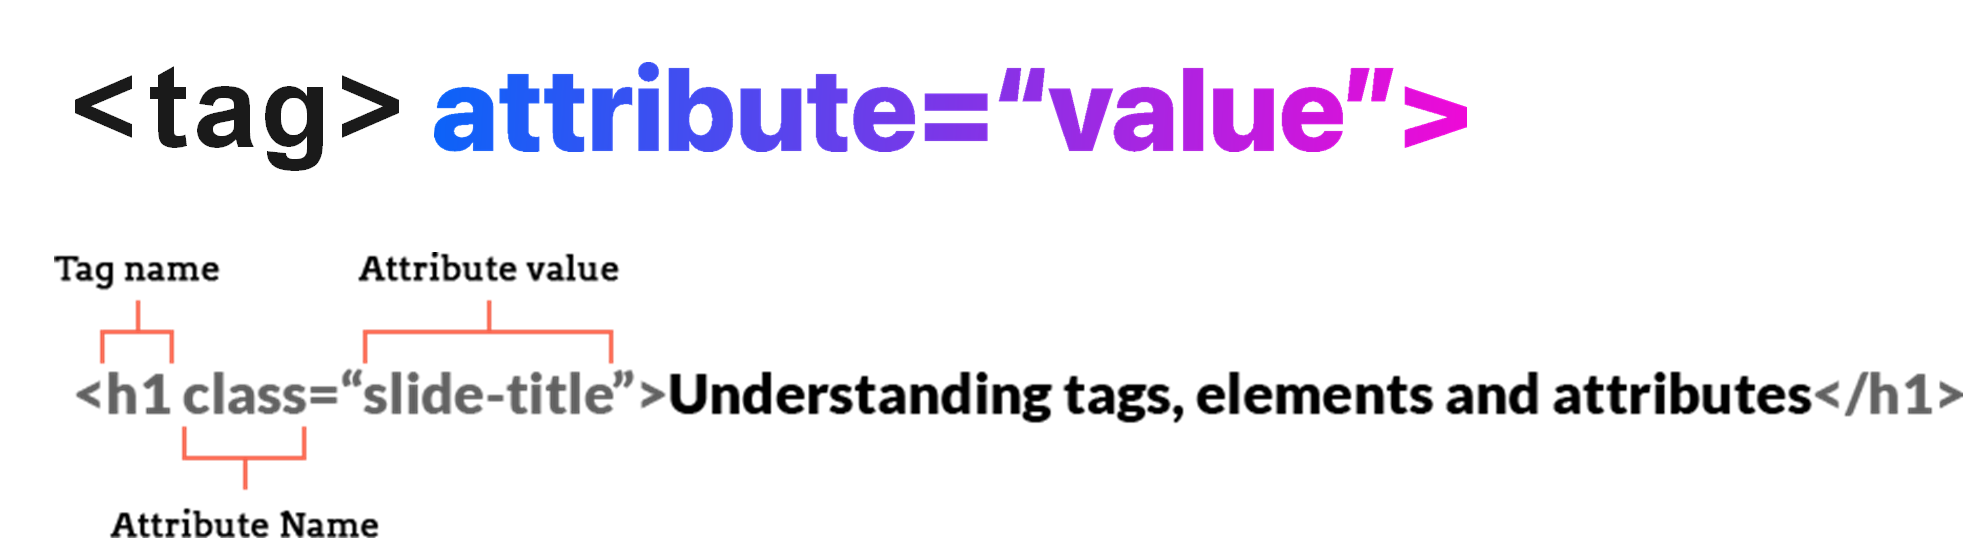 <tag> attribute=“value”>
Tag name Attribute value
<h1 class=“slide-title”>Understanding tags, elements and attributes</h1>
Attribute Name